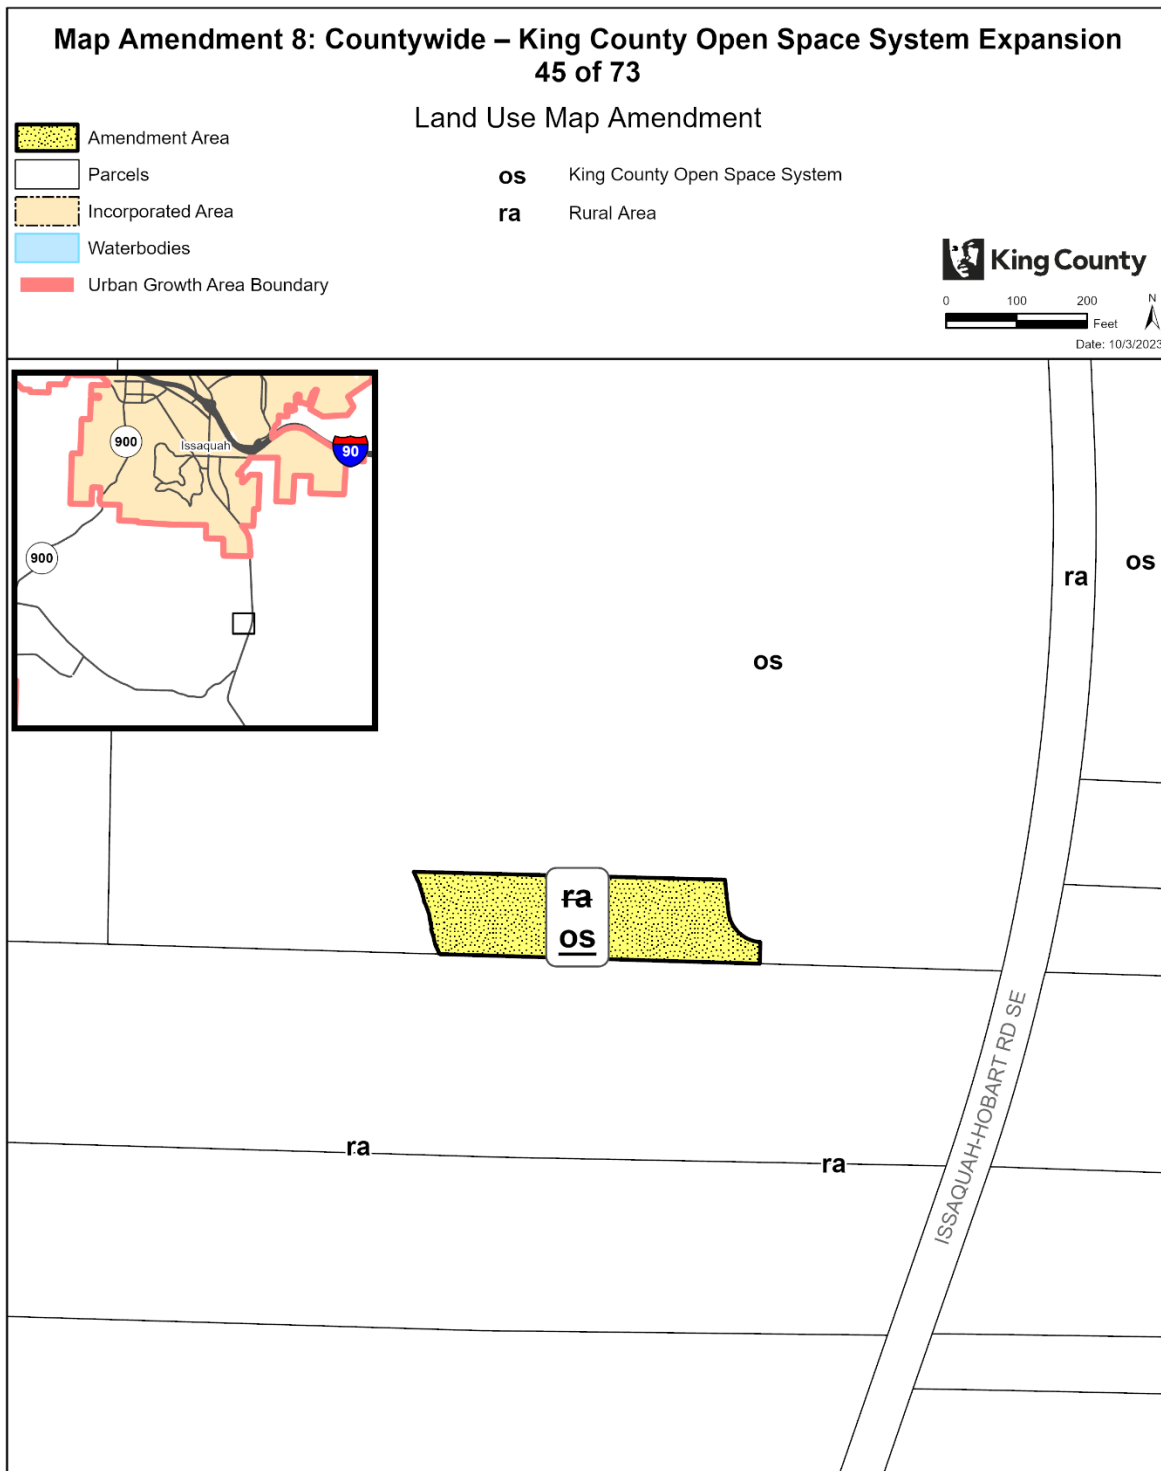 Map Amendment 8: Countywide – King County Open Space System Expansion
45 of 73
Land Use Map Amendment
Amendment Area
Parcels
Incorporated Area
Waterbodies
Urban Growth Area Boundary
os King County Open Space System
ra Rural Area
King County
0 100 200
Feet
N
Date: 10/3/2023
900
Issaquah
90
900
ra
os
os
ra
os
ISSAQUAH-HOBART RD SE
ra
ra